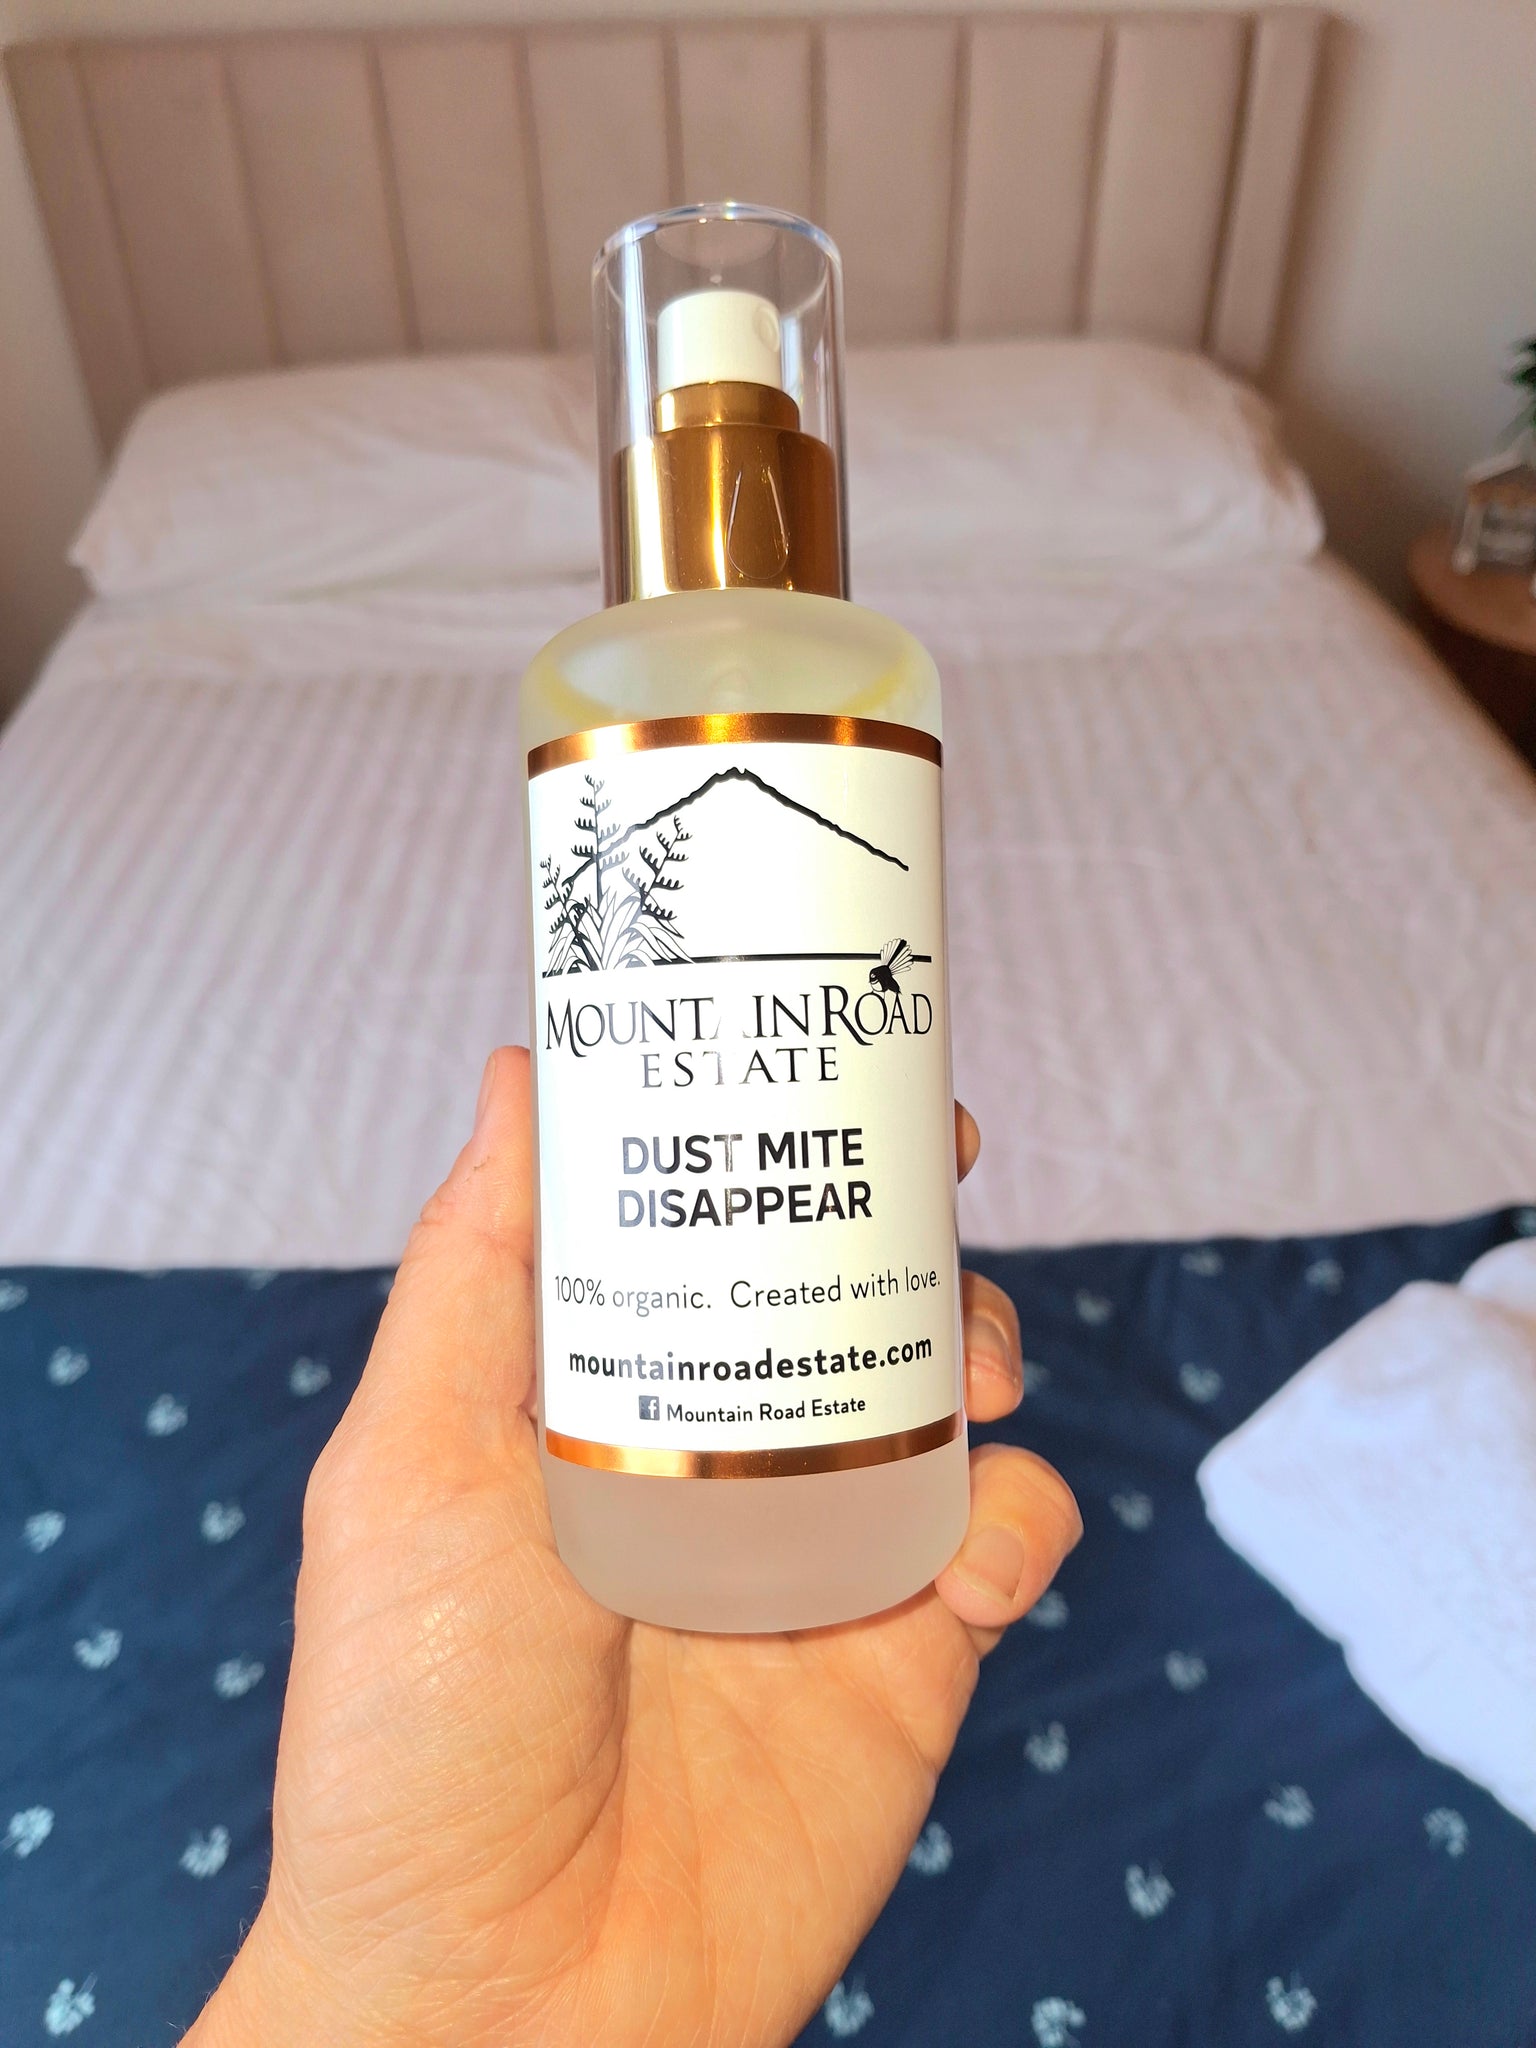 MOUNTAIN ROAD
ESTATE
DUST MITE
DISAPPEAR
100% organic. Created with love.
mountainroadestate.com
f Mountain Road Estate